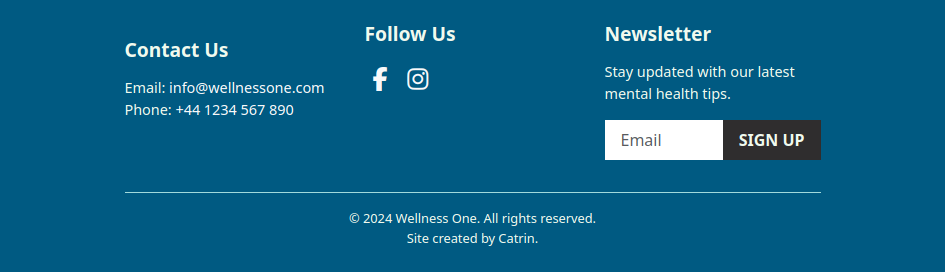 Contact Us
Email: info@wellnessone.com
Phone: +44 1234 567 890
Follow Us
Newsletter
Stay updated with our latest
mental health tips.
Email
SIGN UP
© 2024 Wellness One. All rights reserved.
Site created by Catrin.